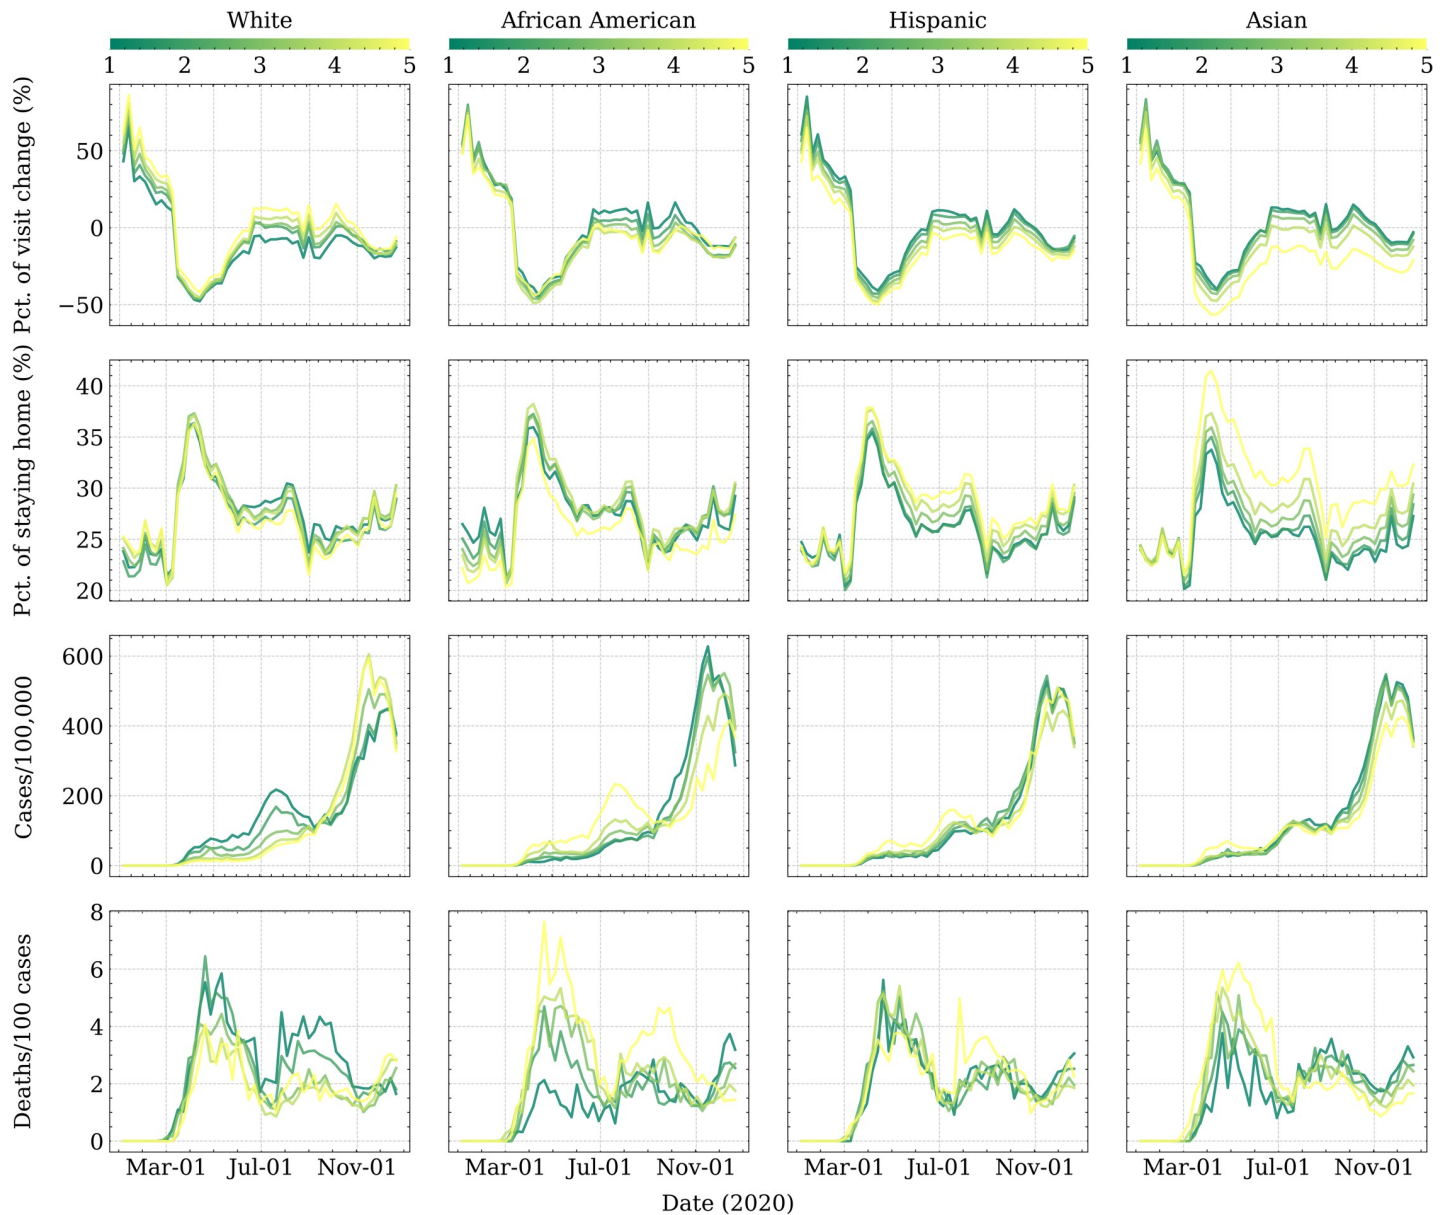 White African American Hispanic Asian
1 2 3 4 5 1 2 3 4 5 1 2 3 4 5 1 2 3 4 5
Pct. of visit change (%)
50
0
−50
Pct. of staying home (%)
40
35
30
25
20
Cases/100,000
600
400
200
0
Deaths/100 cases
8
6
4
2
0
Mar-01 Jul-01 Nov-01 Mar-01 Jul-01 Nov-01 Mar-01 Jul-01 Nov-01 Mar-01 Jul-01 Nov-01
Date (2020)